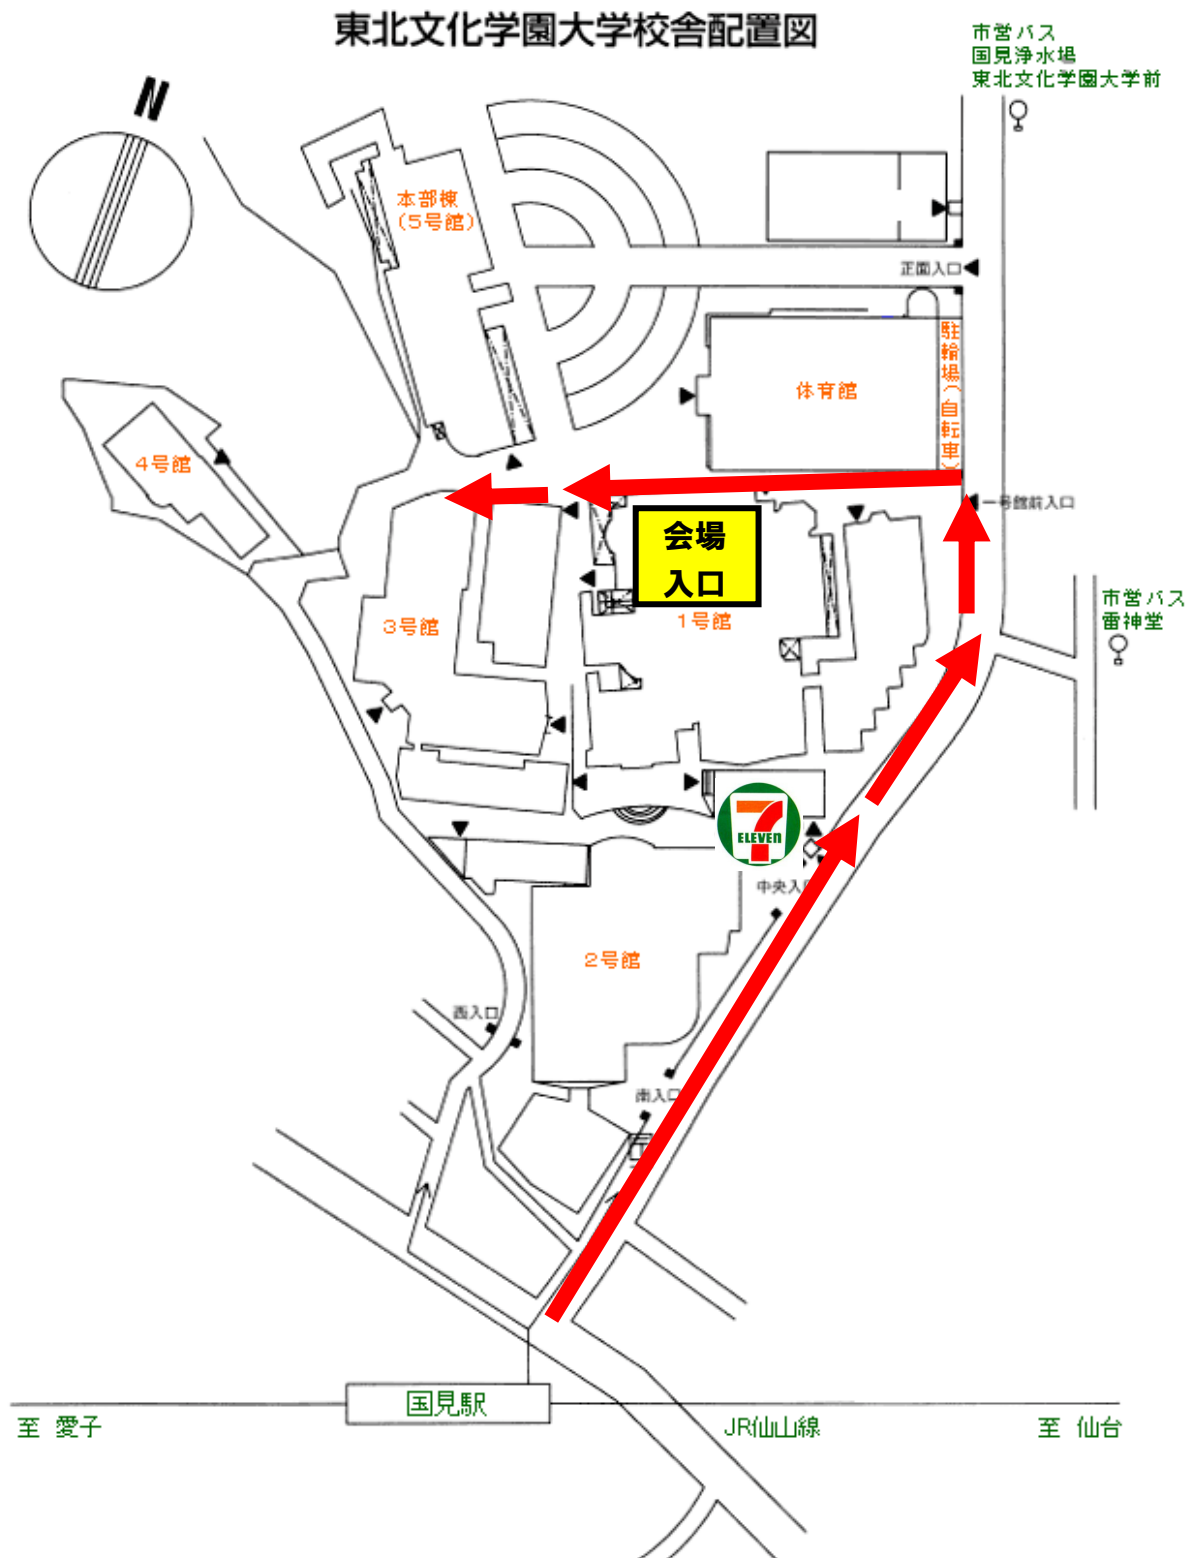 東北文化学園大学校舎配置図
市営バス
国見浄水場
東北文化学園大学前
N
本部棟
(5号館)
正面入口
駐輪場(自転車)
体育館
4号館
一号館前入口
会場
入口
市営バス
雷神堂
3号館
1号館
7
ELEVEn
中央入口
2号館
西入口
南入口
国見駅
至 愛子
JR仙山線
至 仙台